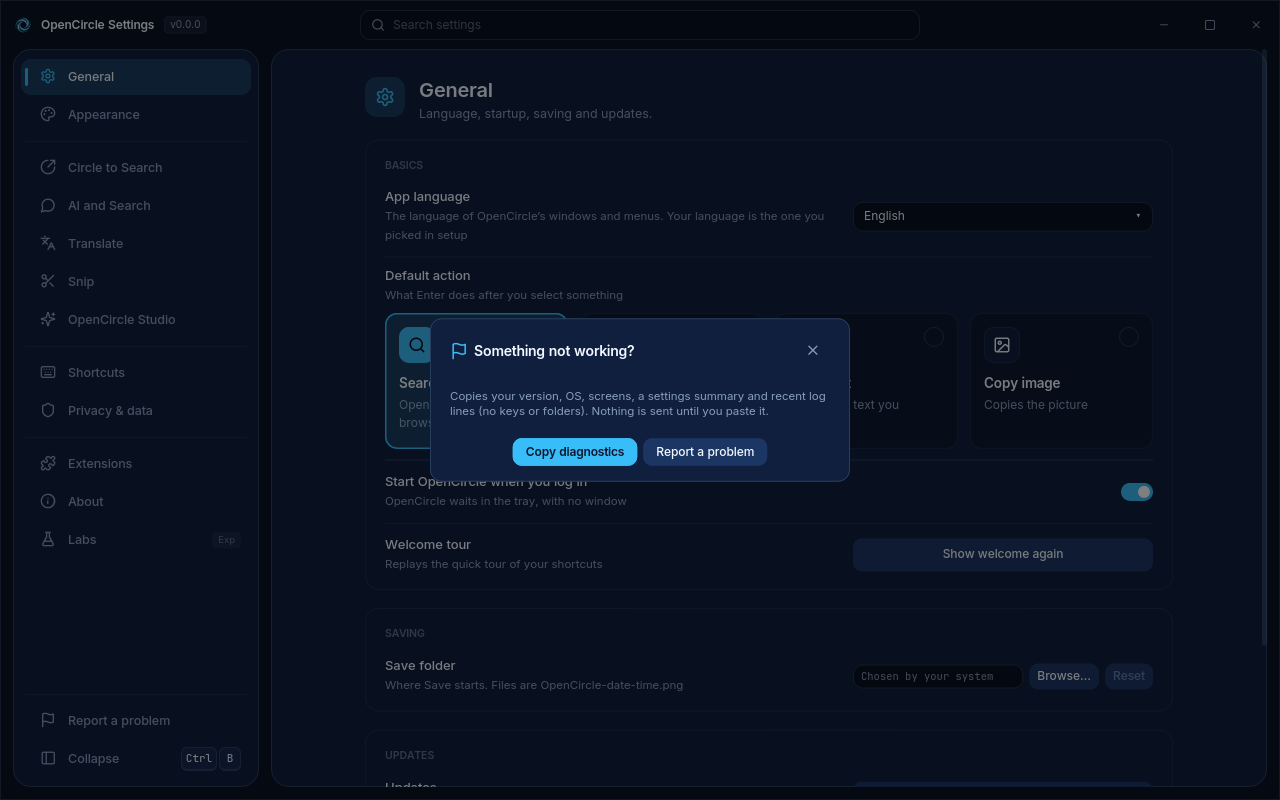 OpenCircle Settings v0.0.0
Search settings
General
Appearance
Circle to Search
AI and Search
Translate
Snip
OpenCircle Studio
Shortcuts
Privacy & data
Extensions
About
Labs Exp
Report a problem
Collapse Ctrl B
General
Language, startup, saving and updates.
BASICS
App language
The language of OpenCircle's windows and menus. Your language is the one you
picked in setup
English
Default action
What Enter does after you select something
text you
Copy image
Copies the picture
Something not working?
Copies your version, OS, screens, a settings summary and recent log
lines (no keys or folders). Nothing is sent until you paste it.
Copy diagnostics
Report a problem
Start OpenCircle when you log in
OpenCircle waits in the tray, with no window
Welcome tour
Replays the quick tour of your shortcuts
Show welcome again
SAVING
Save folder
Where Save starts. Files are OpenCircle-date-time.png
Chosen by your system
Browse...
Reset
UPDATES
Updates